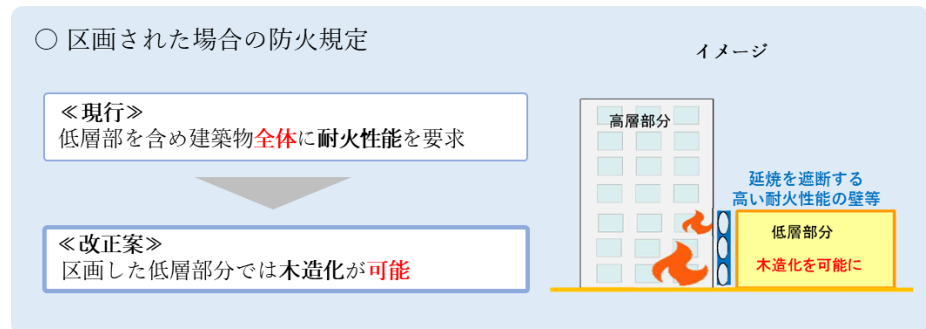 ○ 区画された場合の防火規定
イメージ
≪現行≫
低層部を含め建築物全体に耐火性能を要求
≪改正案≫
区画した低層部分では木造化が可能
高層部分
延焼を遮断する
高い耐火性能の壁等
低層部分
木造化を可能に